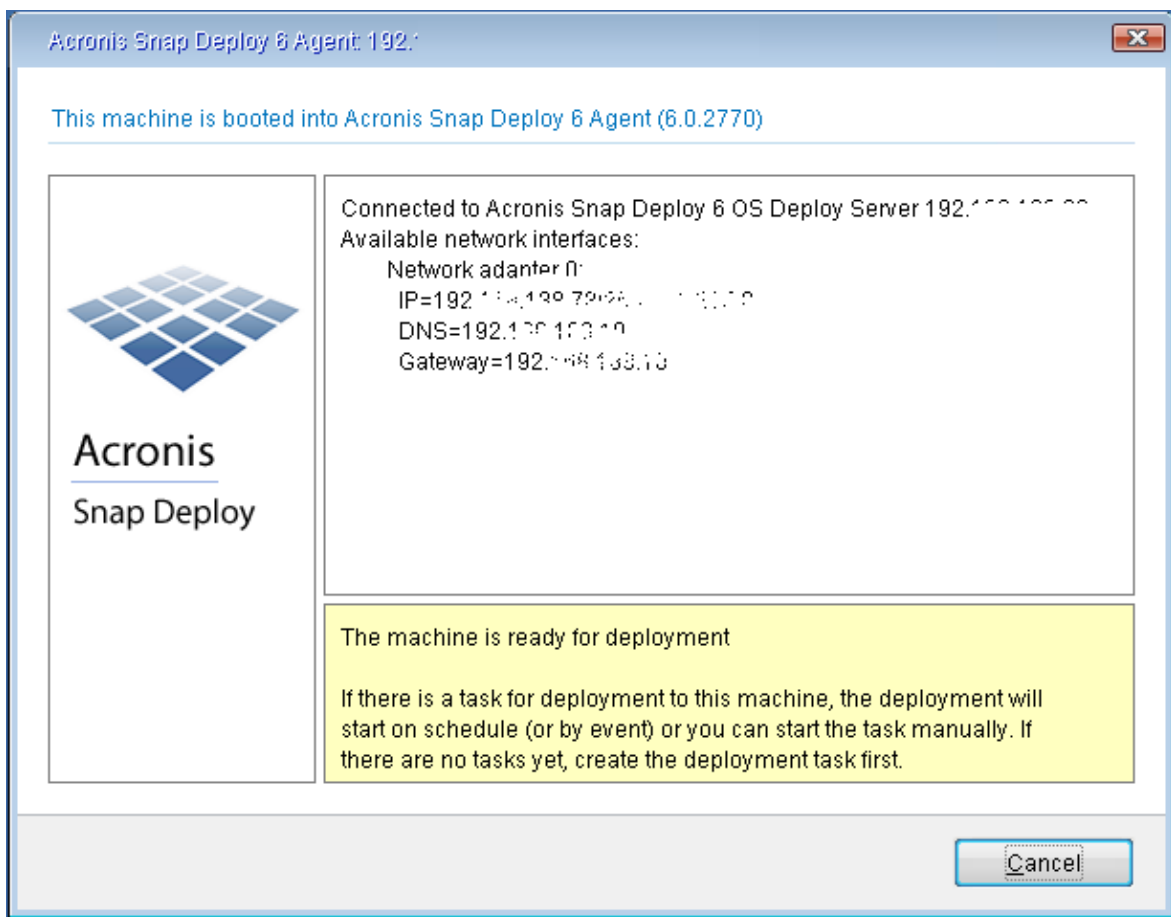 Acronis Snap Deploy 6 Agent: 192.
This machine is booted into Acronis Snap Deploy 6 Agent (6.0.2770)
Acronis
Snap Deploy
Connected to Acronis Snap Deploy 6 OS Deploy Server 192.
Available network interfaces:
Network adapter 0:
IP=192.
DNS=192.
Gateway=192.
The machine is ready for deployment
If there is a task for deployment to this machine, the deployment will
start on schedule (or by event) or you can start the task manually. If
there are no tasks yet, create the deployment task first.
Cancel